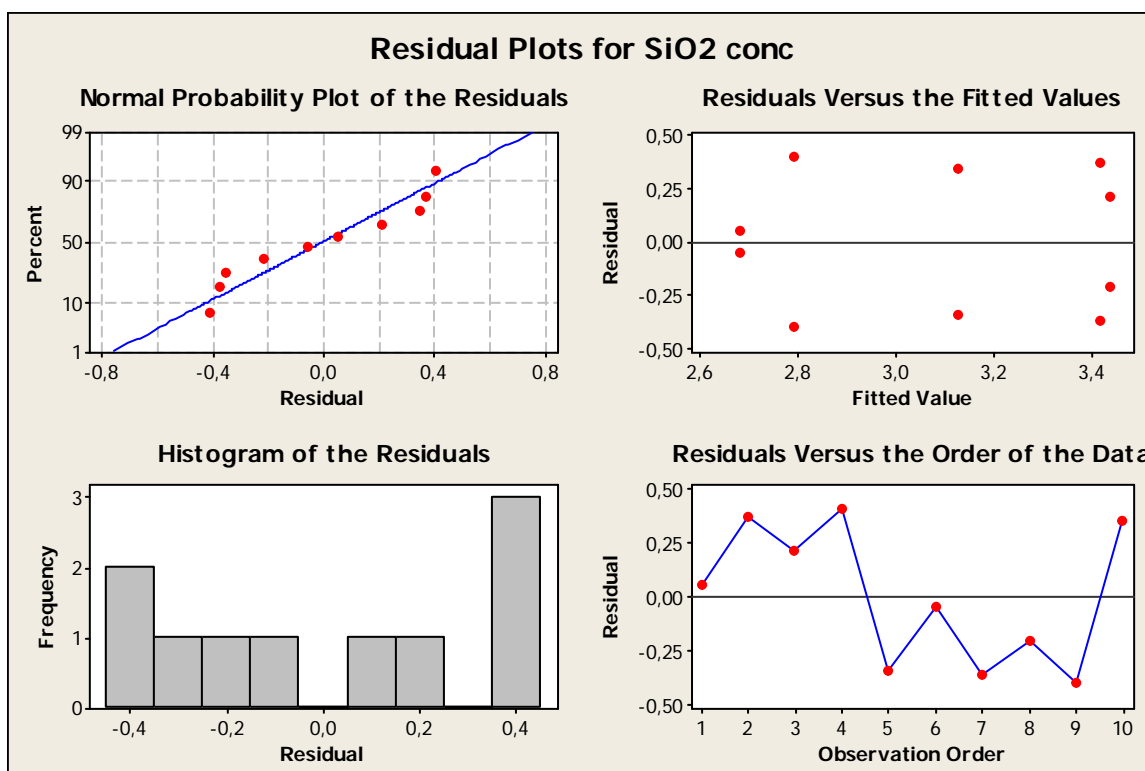 Residual Plots for SiO2 conc
Normal Probability Plot of the Residuals
99
90
50
10
1
Percent
-0,8 -0,4 0,0 0,4 0,8
Residual
Residuals Versus the Fitted Values
0,50
0,25
0,00
-0,25
-0,50
Residual
2,6 2,8 3,0 3,2 3,4
Fitted Value
Histogram of the Residuals
3
2
1
0
Frequency
-0,4 -0,2 0,0 0,2 0,4
Residual
Residuals Versus the Order of the Data
0,50
0,25
0,00
-0,25
-0,50
Residual
1 2 3 4 5 6 7 8 9 10
Observation Order